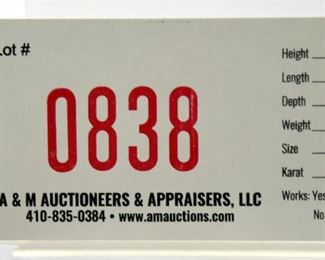 Lot #
0838
A & M AUCTIONEERS & APPRAISERS, LLC
410-835-0384 • www.amauctions.com
Height
Length
Depth
Weight
Size
Karat
Works: Yes
No